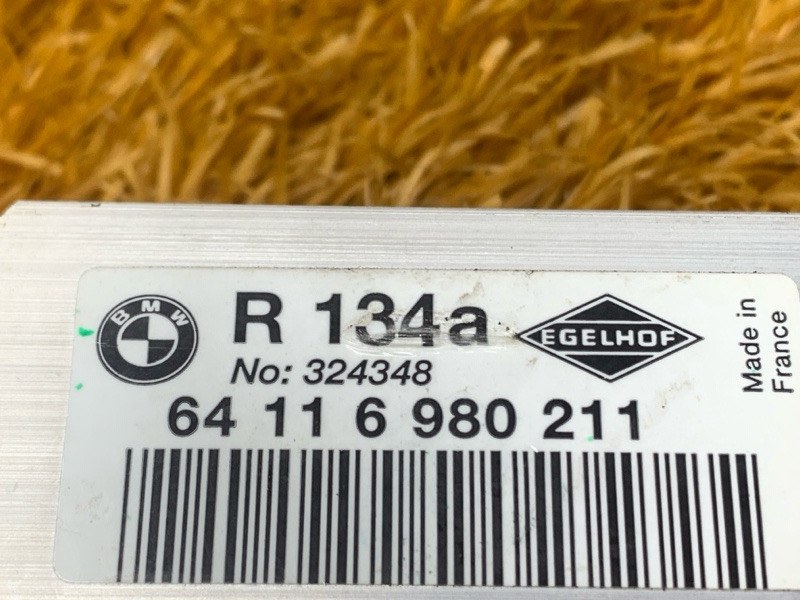 BMW R 134a EGELHOF
No: 324348
64 11 6 980 211
Made in
France